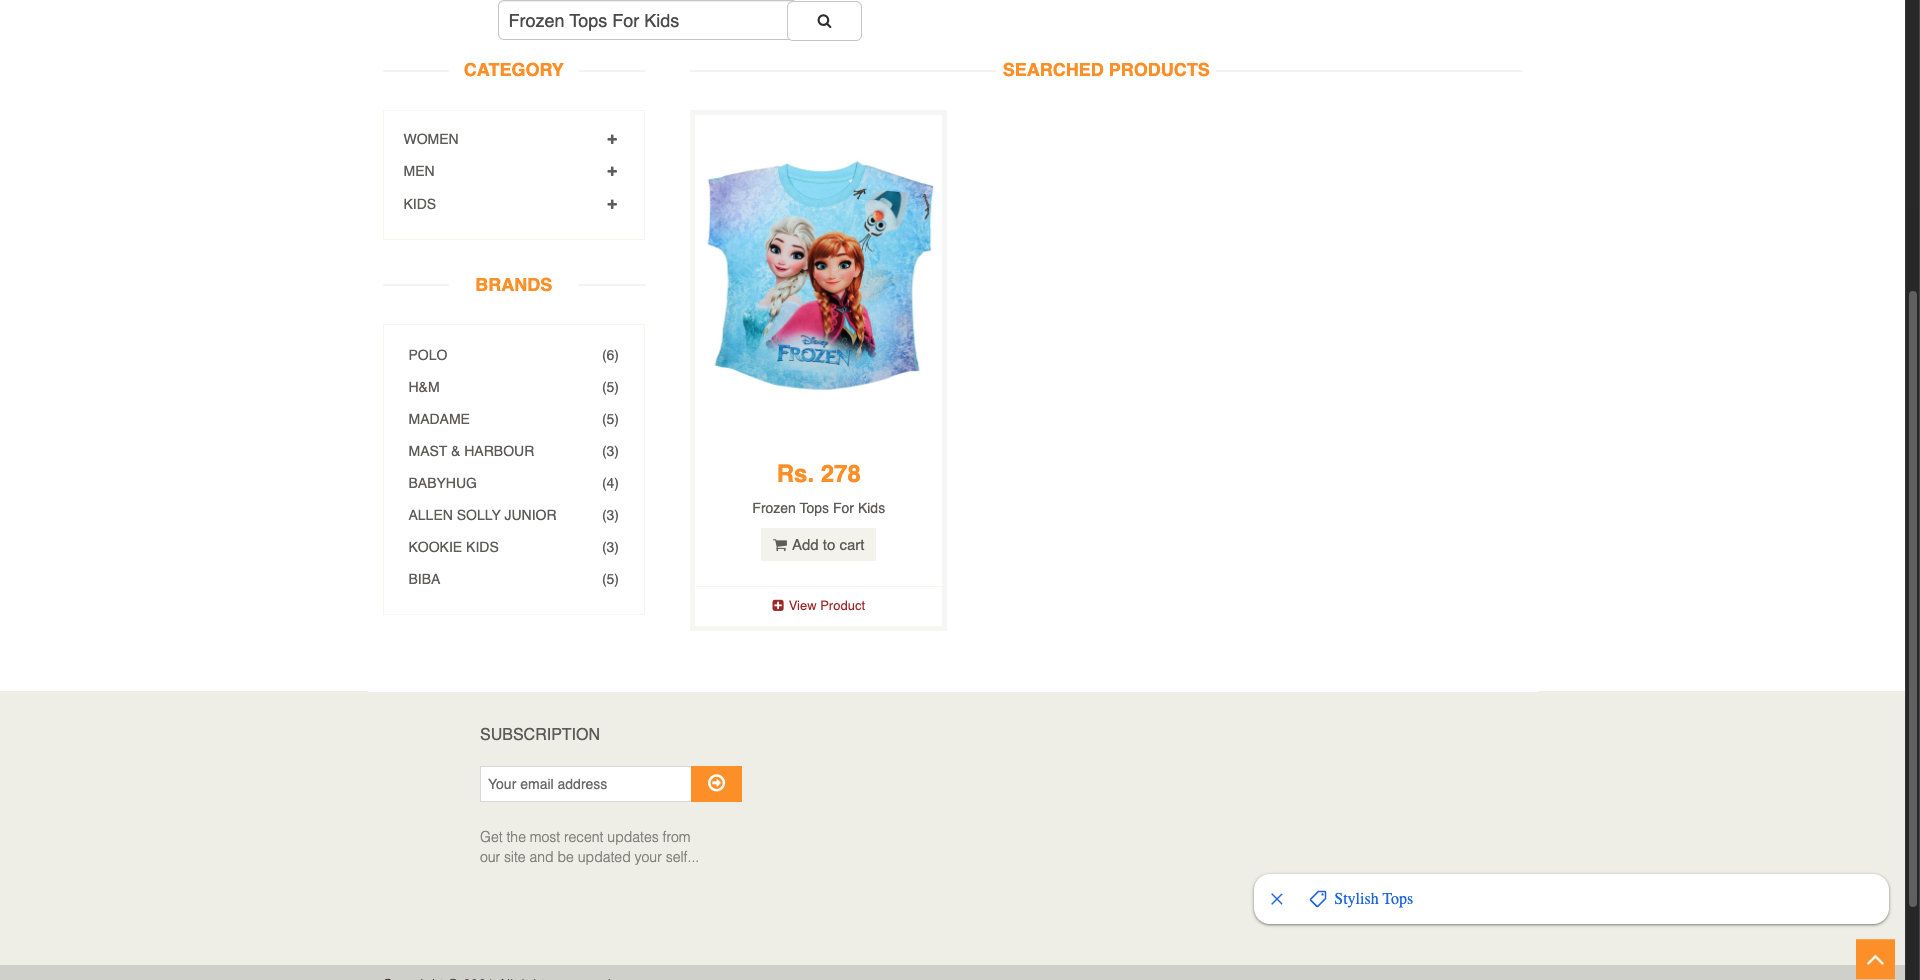 Frozen Tops For Kids
CATEGORY
WOMEN
MEN
KIDS
BRANDS
POLO (6)
H&M (5)
MADAME (5)
MAST & HARBOUR (3)
BABYHUG (4)
ALLEN SOLLY JUNIOR (3)
KOOKIE KIDS (3)
BIBA (5)
SEARCHED PRODUCTS
Disney
FROZEN
Rs. 278
Frozen Tops For Kids
Add to cart
View Product
SUBSCRIPTION
Your email address
Get the most recent updates from
our site and be updated your self...
Stylish Tops